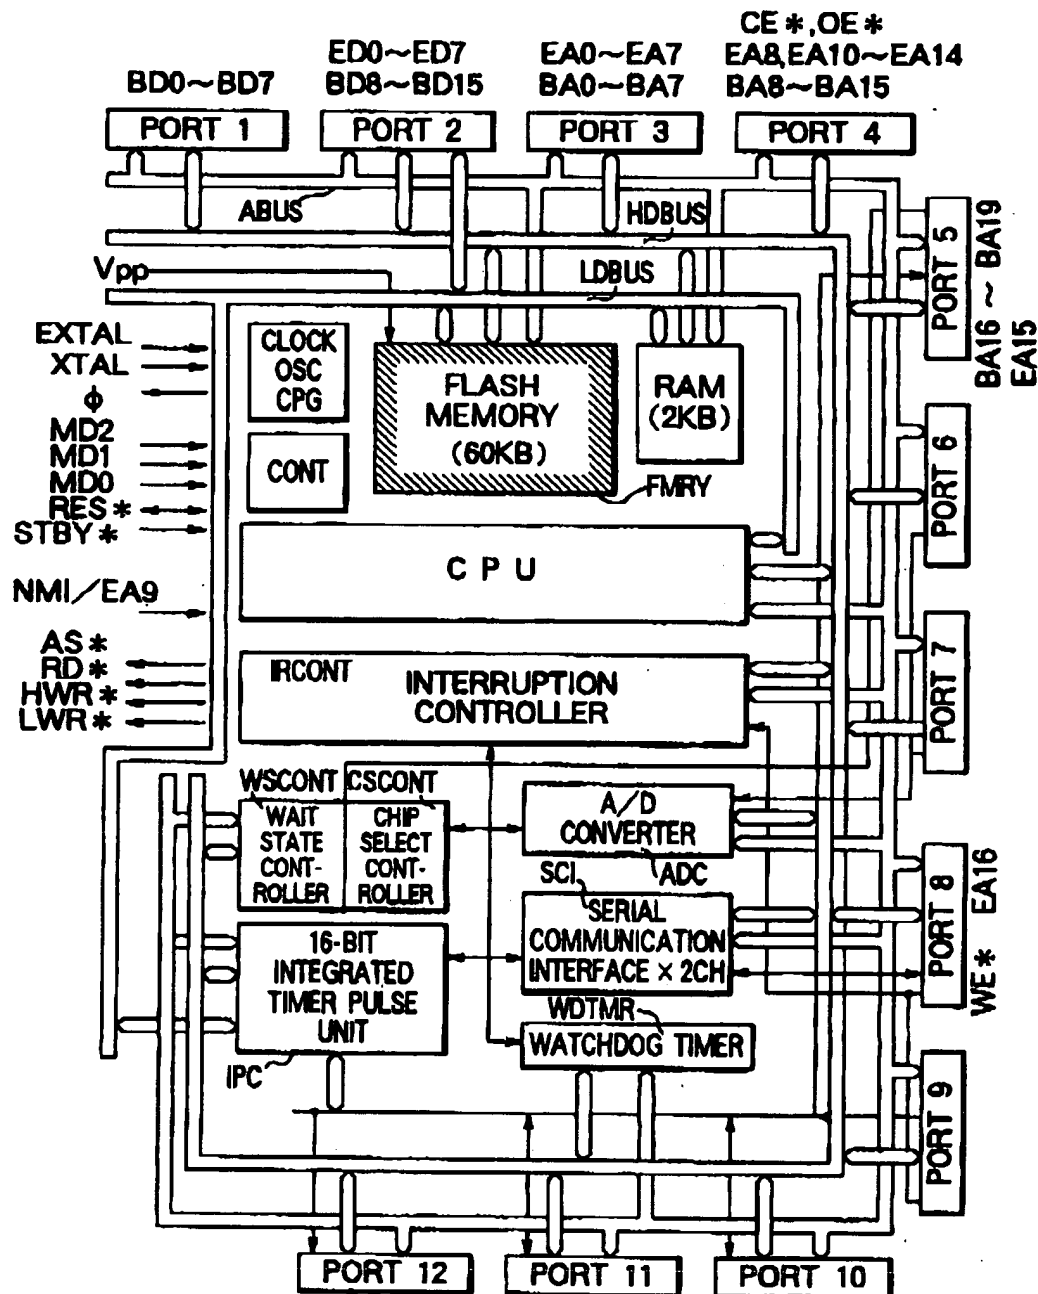 CE*,OE*
ED0~ED7
EA0~EA7
EA8,EA10~EA14
BD0~BD7
BD8~BD15
BA0~BA7
BA8~BA15
PORT 1
PORT 2
PORT 3
PORT 4
ABUS
HDBUS
PORT 5
BA16 ~ BA19
EA15
Vpp
LDBUS
EXTAL
XTAL
ϕ
MD2
MD1
MD0
RES*
STBY*
CLOCK
OSC
CPG
CONT
FLASH
MEMORY
(60KB)
RAM
(2KB)
FMRY
PORT 6
CPU
NMI/EA9
AS*
RD*
HWR*
LWR*
IRCONT
INTERRUPTION
CONTROLLER
PORT 7
WSCONT
CSCONT
WAIT
STATE
CONT-
ROLLER
CHIP
SELECT
CONT-
ROLLER
A/D
CONVERTER
SCI
ADC
SERIAL
COMMUNICATION
INTERFACE × 2CH
PORT 8
WE* EA16
16-BIT
INTEGRATED
TIMER PULSE
UNIT
WDTMR
WATCHDOG TIMER
IPC
PORT 9
PORT 12
PORT 11
PORT 10